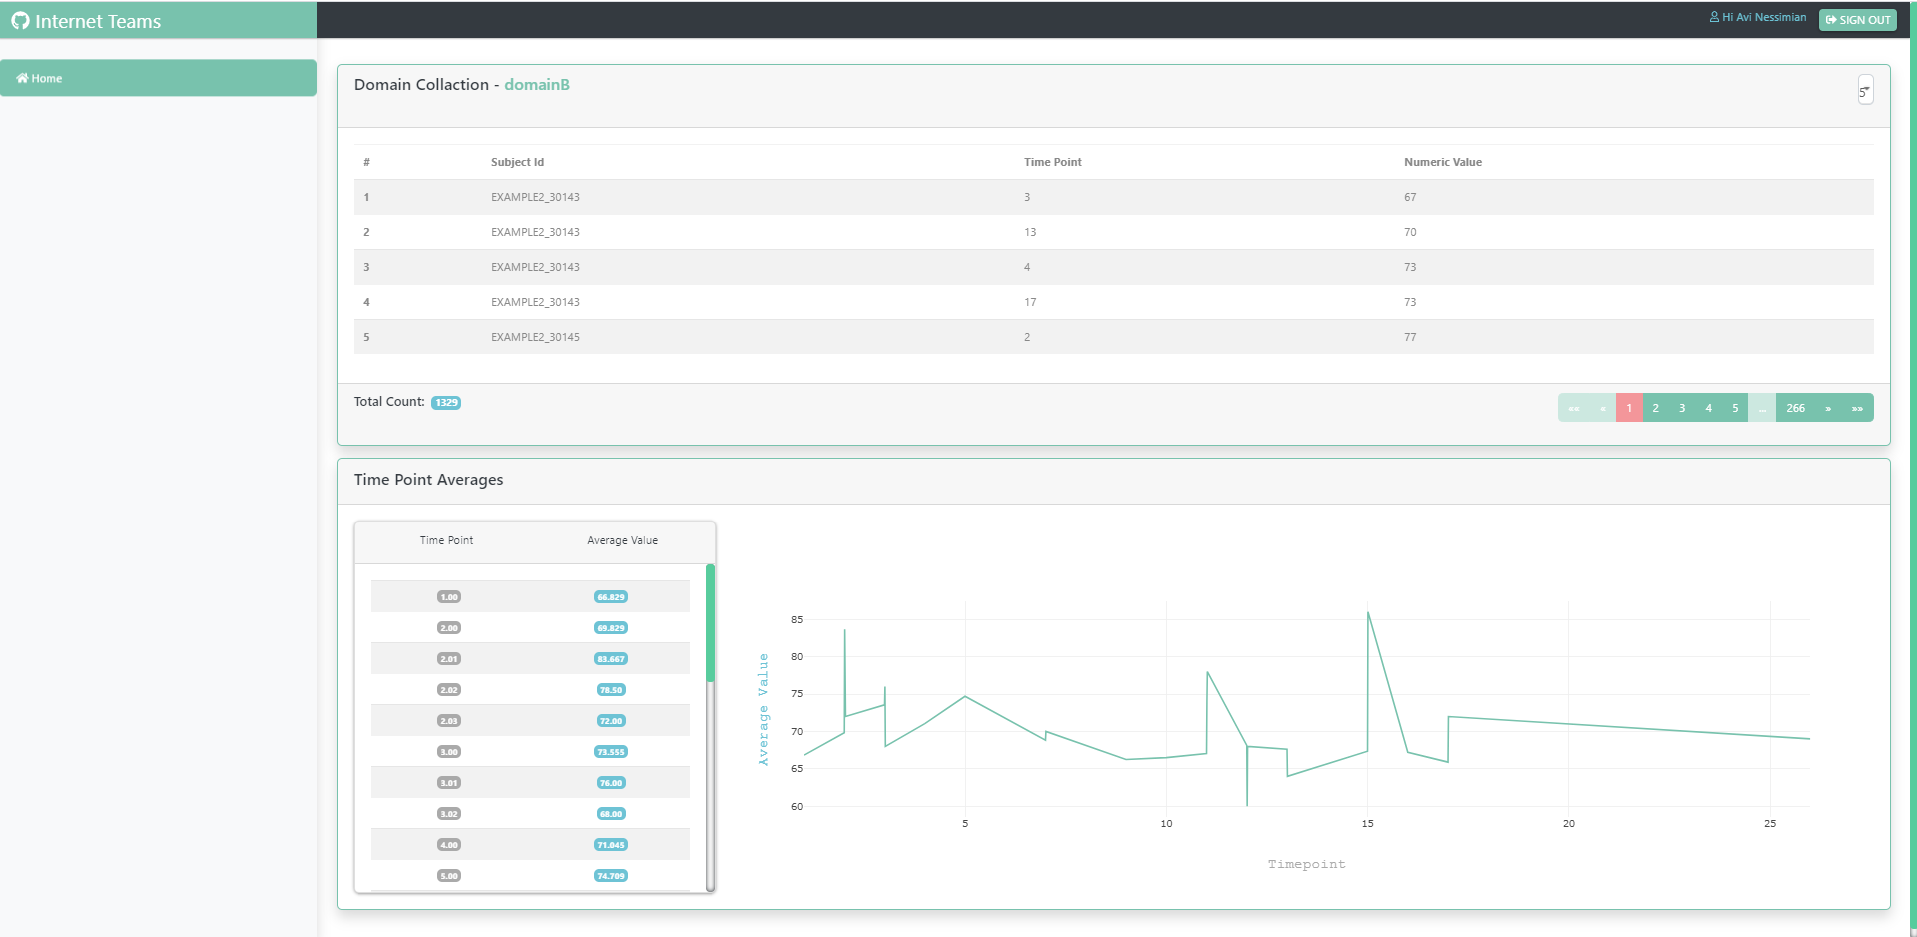 Internet Teams
Hi Avi Nessimian
SIGN OUT
Home
Domain Collaction - domainB
5
# Subject Id Time Point Numeric Value
1 EXAMPLE2_30143 3 67
2 EXAMPLE2_30143 13 70
3 EXAMPLE2_30143 4 73
4 EXAMPLE2_30143 17 73
5 EXAMPLE2_30145 2 77
Total Count: 1329
«« « 1 2 3 4 5 ... 266 » »»
Time Point Averages
Time Point Average Value
1.00 66.829
2.00 69.829
2.01 83.667
2.02 78.50
2.03 72.00
3.00 73.555
3.01 76.00
3.02 68.00
4.00 71.045
5.00 74.709
Average Value
85
80
75
70
65
60
5 10 15 20 25
Timepoint